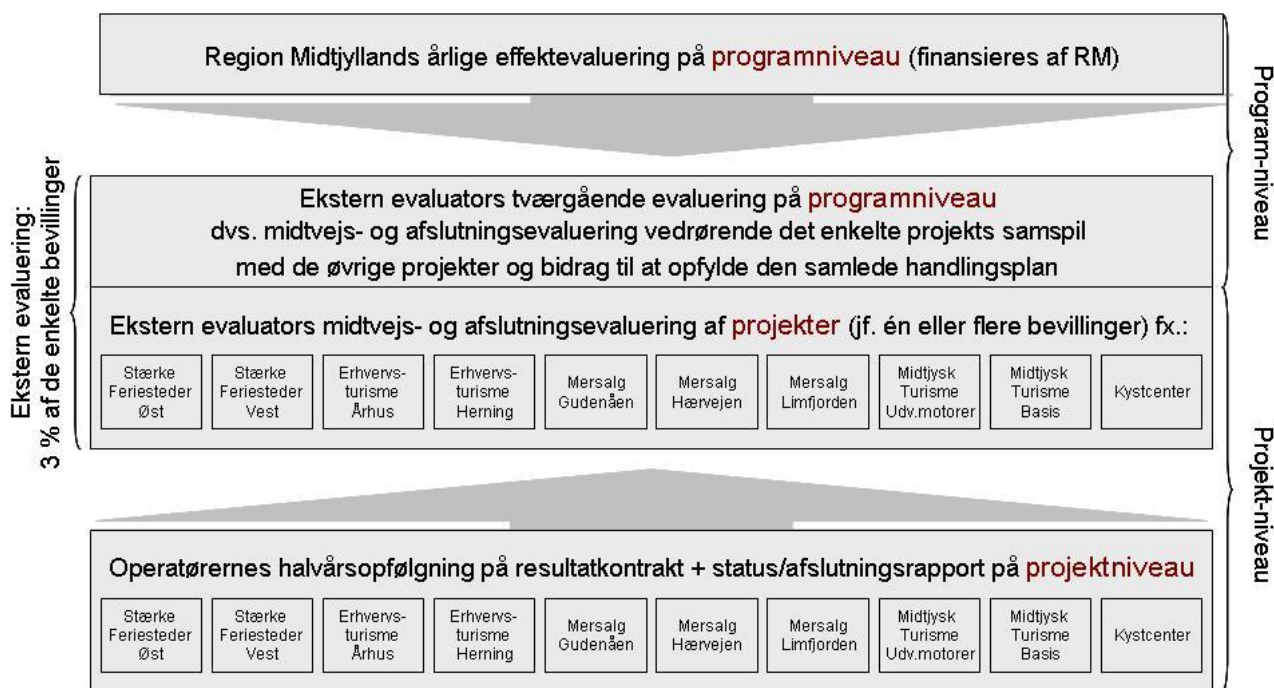 Region Midtjyllands årlige effektevaluering på programniveau (finansieres af RM)
Program-niveau
Ekstern evaluering:
3 % af de enkelte bevillinger
Ekstern evaluators tværgående evaluering på programniveau
dvs. midtvejs- og afslutningsevaluering vedrørende det enkelte projekts samspil
med de øvrige projekter og bidrag til at opfylde den samlede handlingsplan
Ekstern evaluators midtvejs- og afslutningsevaluering af projekter (jf. én eller flere bevillinger) fx.:
Stærke
Feriesteder
Øst
Stærke
Feriesteder
Vest
Erhvervs-
turisme
Århus
Erhvervs-
turisme
Herning
Mersalg
Gudenåen
Mersalg
Hærvejen
Mersalg
Limfjorden
Midtjysk
Turisme
Udv.motorer
Midtjysk
Turisme
Basis
Kystcenter
Projekt-niveau
Operatørernes halvårsopfølgning på resultatkontrakt + status/afslutningsrapport på projektniveau
Stærke
Feriesteder
Øst
Stærke
Feriesteder
Vest
Erhvervs-
turisme
Århus
Erhvervs-
turisme
Herning
Mersalg
Gudenåen
Mersalg
Hærvejen
Mersalg
Limfjorden
Midtjysk
Turisme
Udv.motorer
Midtjysk
Turisme
Basis
Kystcenter